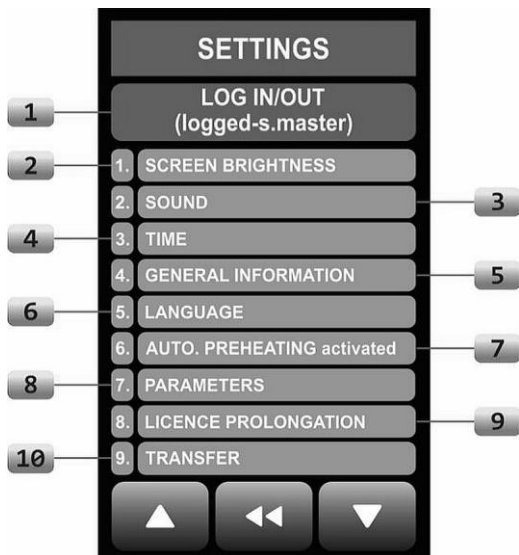 SETTINGS
1 LOG IN/OUT
(logged-s.master)
2 1. SCREEN BRIGHTNESS
2. SOUND 3
4 3. TIME
4. GENERAL INFORMATION 5
6 5. LANGUAGE
6. AUTO. PREHEATING activated 7
8 7. PARAMETERS
8. LICENCE PROLONGATION 9
10 9. TRANSFER